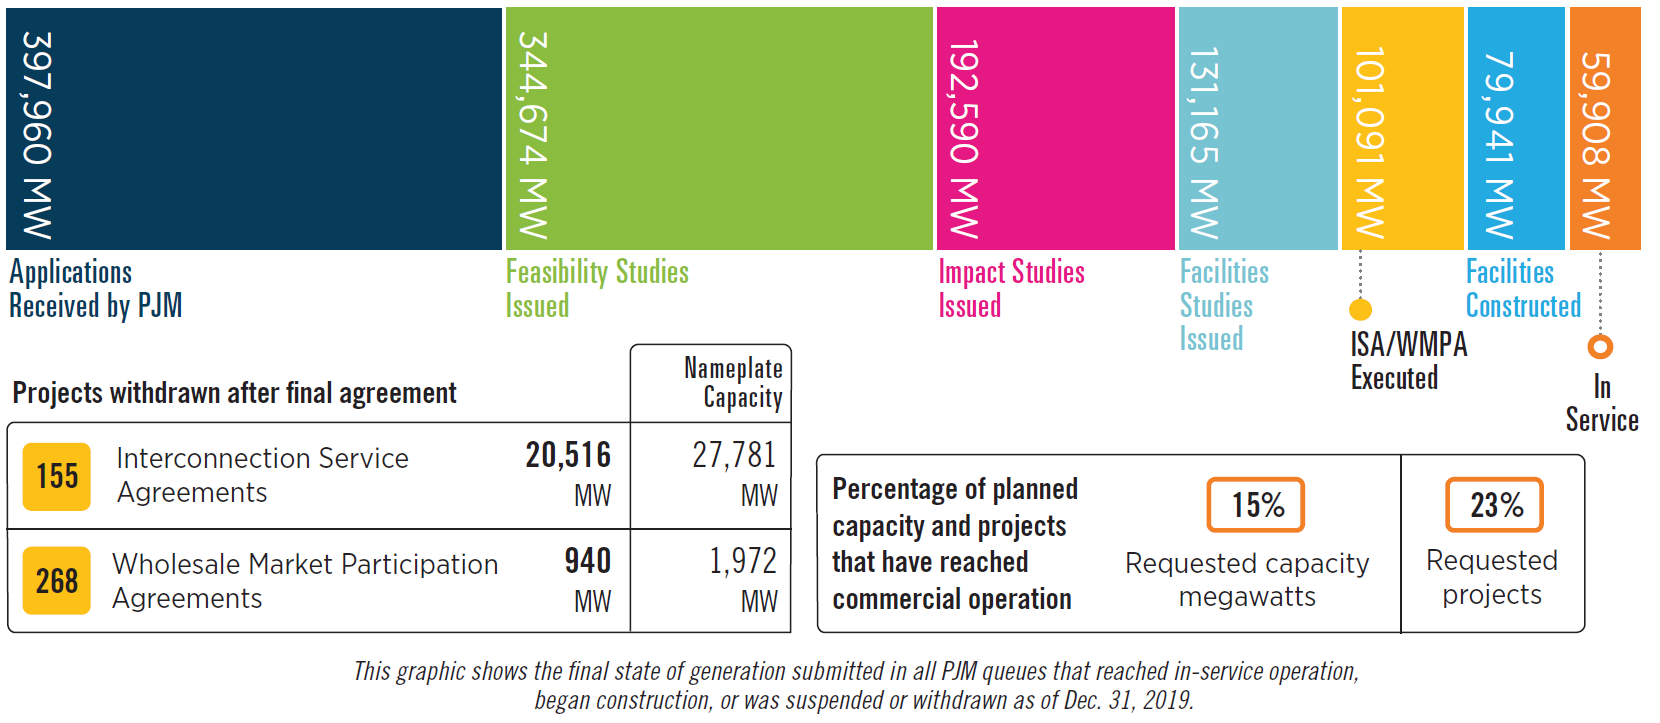 397,960 MW
344,674 MW
192,590 MW
131,165 MW
101,091 MW
79,941 MW
59,908 MW
Applications
Received by PJM
Feasibility Studies
Issued
Impact Studies
Issued
Facilities
Studies
Issued
ISA/WMPA
Executed
Facilities
Constructed
In
Service
Projects withdrawn after final agreement
Nameplate
Capacity
155
Interconnection Service
Agreements
20,516
MW
27,781
MW
268
Wholesale Market Participation
Agreements
940
MW
1,972
MW
Percentage of planned
capacity and projects
that have reached
commercial operation
15%
Requested capacity
megawatts
23%
Requested
projects
This graphic shows the final state of generation submitted in all PJM queues that reached in-service operation,
began construction, or was suspended or withdrawn as of Dec. 31, 2019.